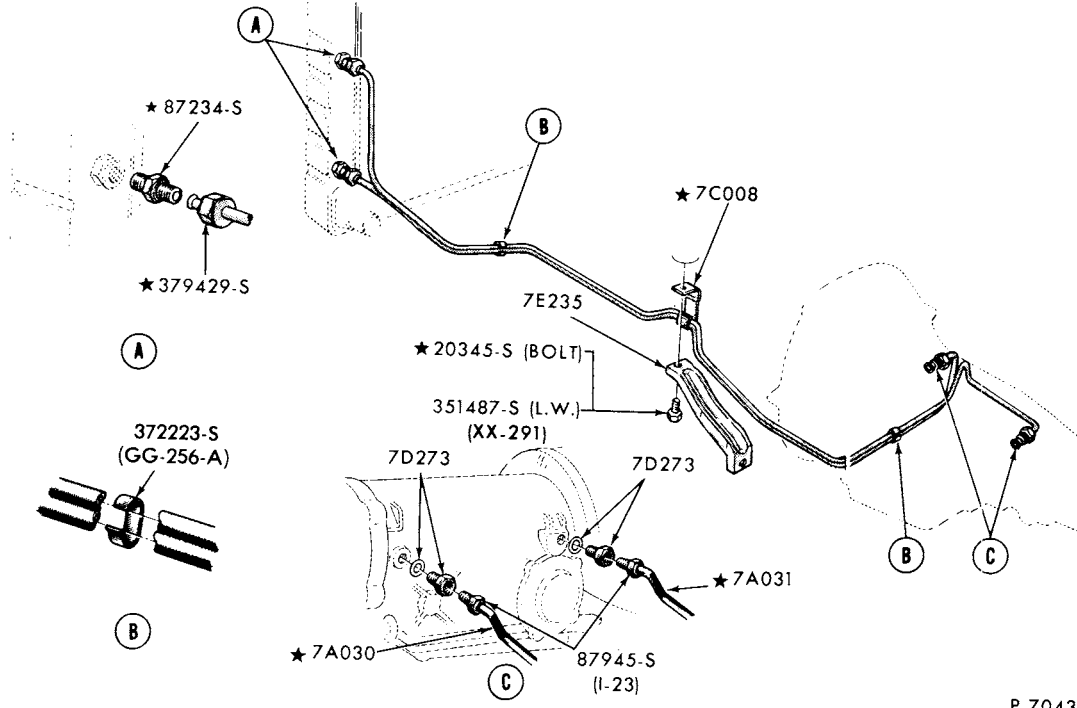 A
★ 87234-S
B
★ 7C008
★ 379429-S
7E235
A
★ 20345-S (BOLT)
351487-S (L.W.)
(XX-291)
372223-S
(GG-256-A)
7D273
7D273
B
C
★ 7A031
B
★ 7A030
87945-S
(I-23)
C
P 7043